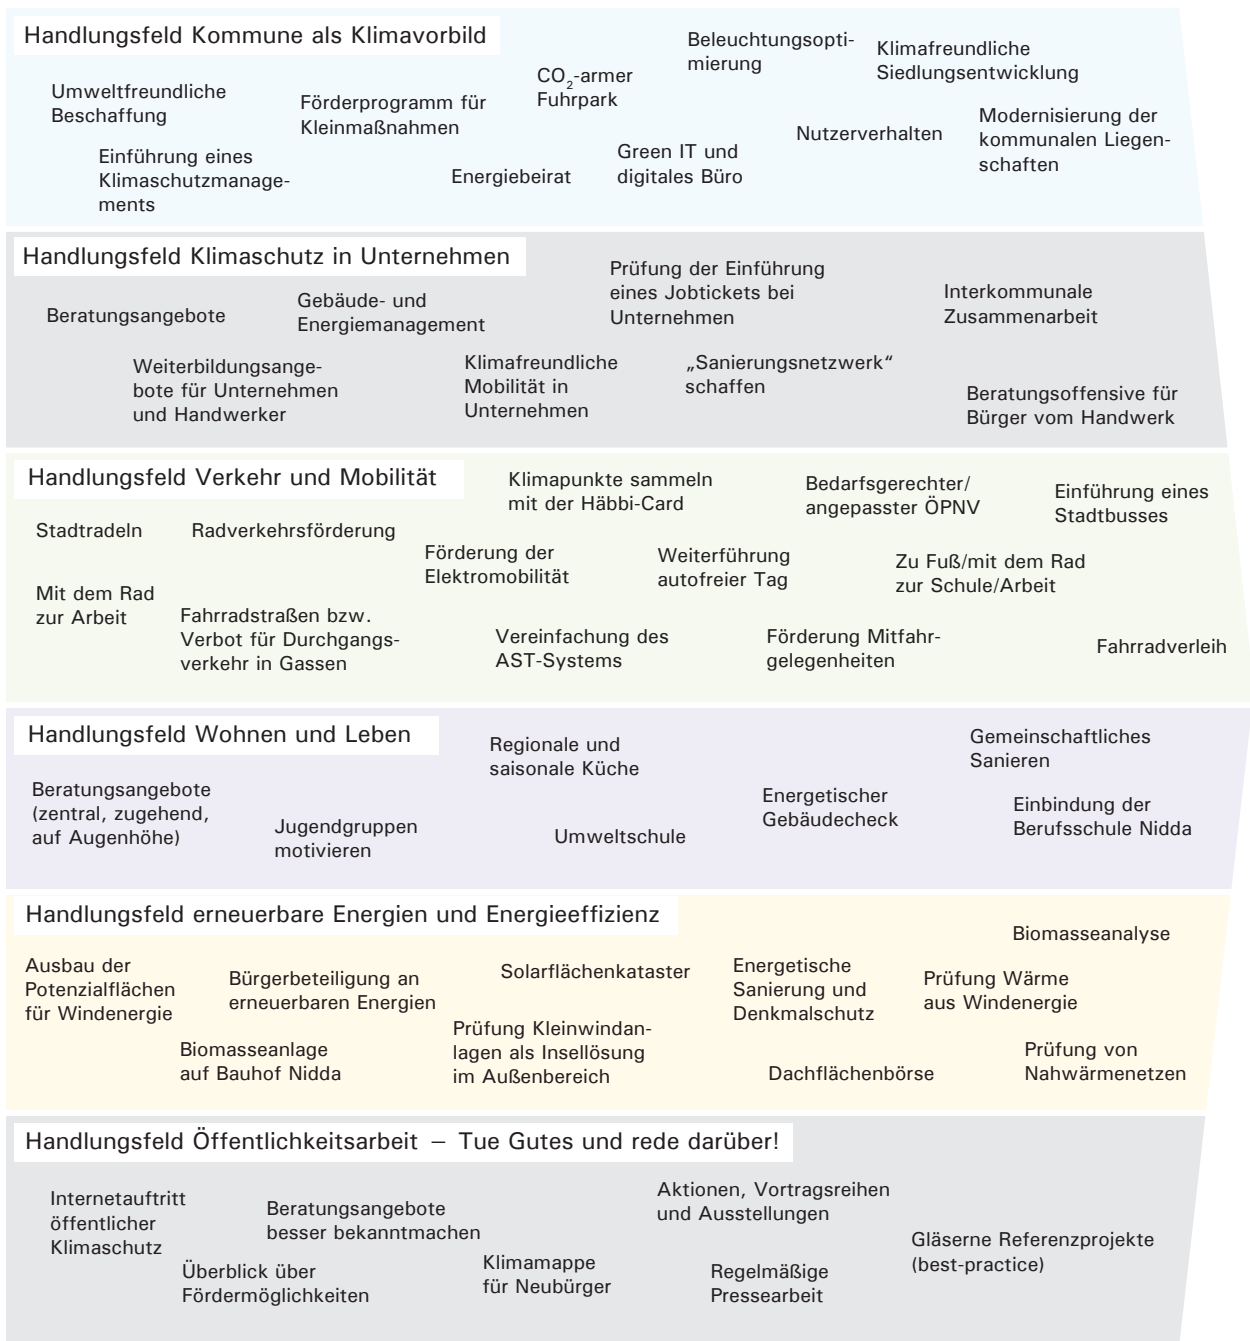 Handlungsfeld Kommune als Klimavorbild
Umweltfreundliche
Beschaffung
Einführung eines
Klimaschutzmanage-
ments
Förderprogramm für
Kleinmaßnahmen
Energiebeirat
CO2-armer
Fuhrpark
Green IT und
digitales Büro
Beleuchtungsopti-
mierung
Nutzerverhalten
Klimafreundliche
Siedlungsentwicklung
Modernisierung der
kommunalen Liegen-
schaften
Handlungsfeld Klimaschutz in Unternehmen
Beratungsangebote
Weiterbildungsange-
bote für Unternehmen
und Handwerker
Gebäude- und
Energiemanagement
Klimafreundliche
Mobilität in
Unternehmen
Prüfung der Einführung
eines Jobtickets bei
Unternehmen
„Sanierungsnetzwerk“
schaffen
Interkommunale
Zusammenarbeit
Beratungsoffensive für
Bürger vom Handwerk
Handlungsfeld Verkehr und Mobilität
Stadtradeln
Mit dem Rad
zur Arbeit
Radverkehrsförderung
Fahrradstraßen bzw.
Verbot für Durchgangs-
verkehr in Gassen
Klimapunkte sammeln
mit der Häbbi-Card
Förderung der
Elektromobilität
Vereinfachung des
AST-Systems
Weiterführung
autofreier Tag
Bedarfsgerechter/
angepasster ÖPNV
Förderung Mitfahr-
gelegenheiten
Zu Fuß/mit dem Rad
zur Schule/Arbeit
Einführung eines
Stadtbusses
Fahrradverleih
Handlungsfeld Wohnen und Leben
Beratungsangebote
(zentral, zugehend,
auf Augenhöhe)
Jugendgruppen
motivieren
Regionale und
saisonale Küche
Umweltschule
Energetischer
Gebäudecheck
Gemeinschaftliches
Sanieren
Einbindung der
Berufsschule Nidda
Handlungsfeld erneuerbare Energien und Energieeffizienz
Ausbau der
Potenzialflächen
für Windenergie
Biomasseanlage
auf Bauhof Nidda
Bürgerbeteiligung an
erneuerbaren Energien
Solarflächenkataster
Prüfung Kleinwindan-
lagen als Insellösung
im Außenbereich
Energetische
Sanierung und
Denkmalschutz
Dachflächenbörse
Biomasseanalyse
Prüfung Wärme
aus Windenergie
Prüfung von
Nahwärmenetzen
Handlungsfeld Öffentlichkeitsarbeit – Tue Gutes und rede darüber!
Internetauftritt
öffentlicher
Klimaschutz
Überblick über
Fördermöglichkeiten
Beratungsangebote
besser bekanntmachen
Klimamappe
für Neubürger
Aktionen, Vortragsreihen
und Ausstellungen
Regelmäßige
Pressearbeit
Gläserne Referenzprojekte
(best-practice)